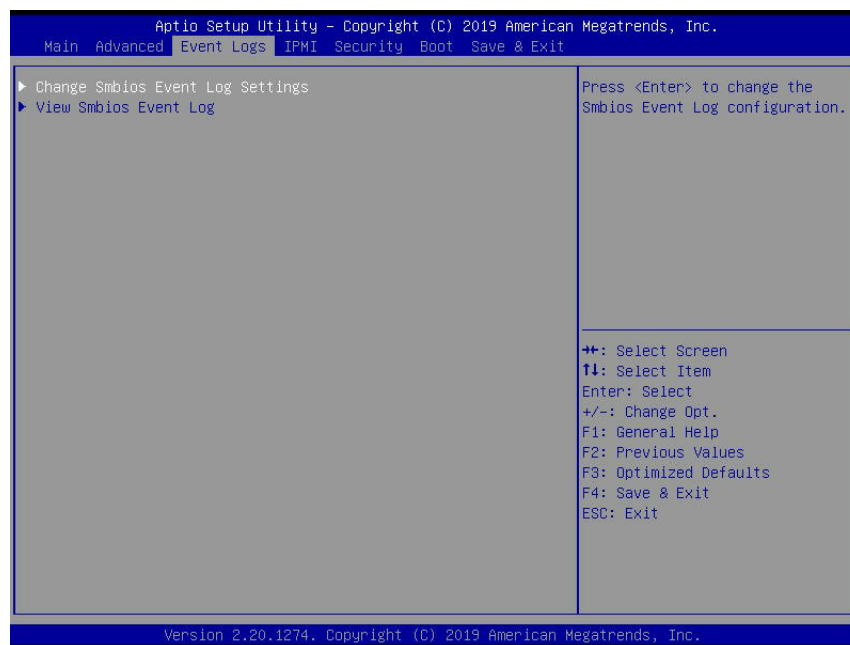 Aptio Setup Utility – Copyright (C) 2019 American Megatrends, Inc.
Main Advanced Event Logs IPMI Security Boot Save & Exit
▶ Change Smbios Event Log Settings
▶ View Smbios Event Log
Press <Enter> to change the
Smbios Event Log configuration.
→←: Select Screen
↑↓: Select Item
Enter: Select
+/-: Change Opt.
F1: General Help
F2: Previous Values
F3: Optimized Defaults
F4: Save & Exit
ESC: Exit
Version 2.20.1274. Copyright (C) 2019 American Megatrends, Inc.